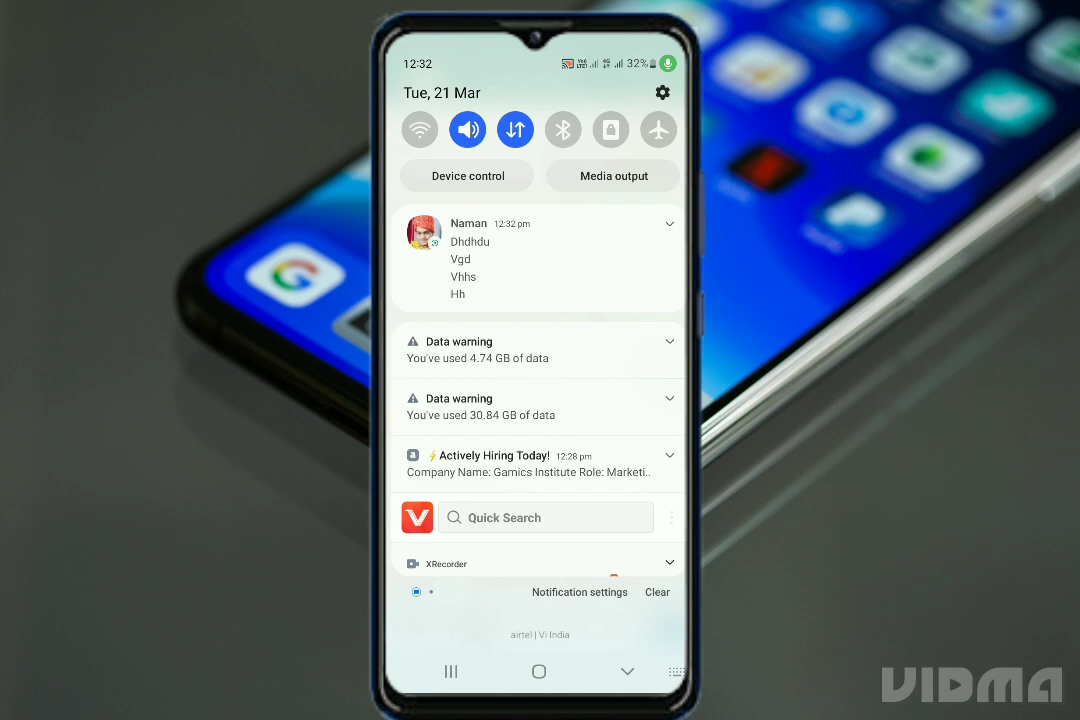 12:32
32%
Tue, 21 Mar
Device control
Media output
Naman 12:32 pm
Dhdhdu
Vgd
Vhhs
Hh
Data warning
You've used 4.74 GB of data
Data warning
You've used 30.84 GB of data
a ⚡Actively Hiring Today! 12:28 pm
Company Name: Gamics Institute Role: Marketi..
Quick Search
XRecorder
Notification settings Clear
airtel | Vi India
VIDMA